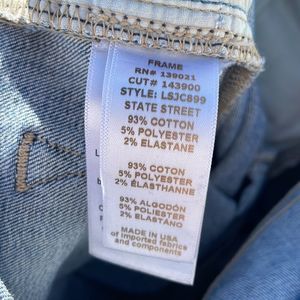 FRAME
RN# 139021
CUT# 143900
STYLE: LSJC899
STATE STREET
93% COTTON
5% POLYESTER
2% ELASTANE
93% COTON
5% POLYESTER
2% ÉLASTHANNE
93% ALGODÓN
5% POLIESTER
2% ELASTANO
MADE IN USA
of imported fabrics
and components